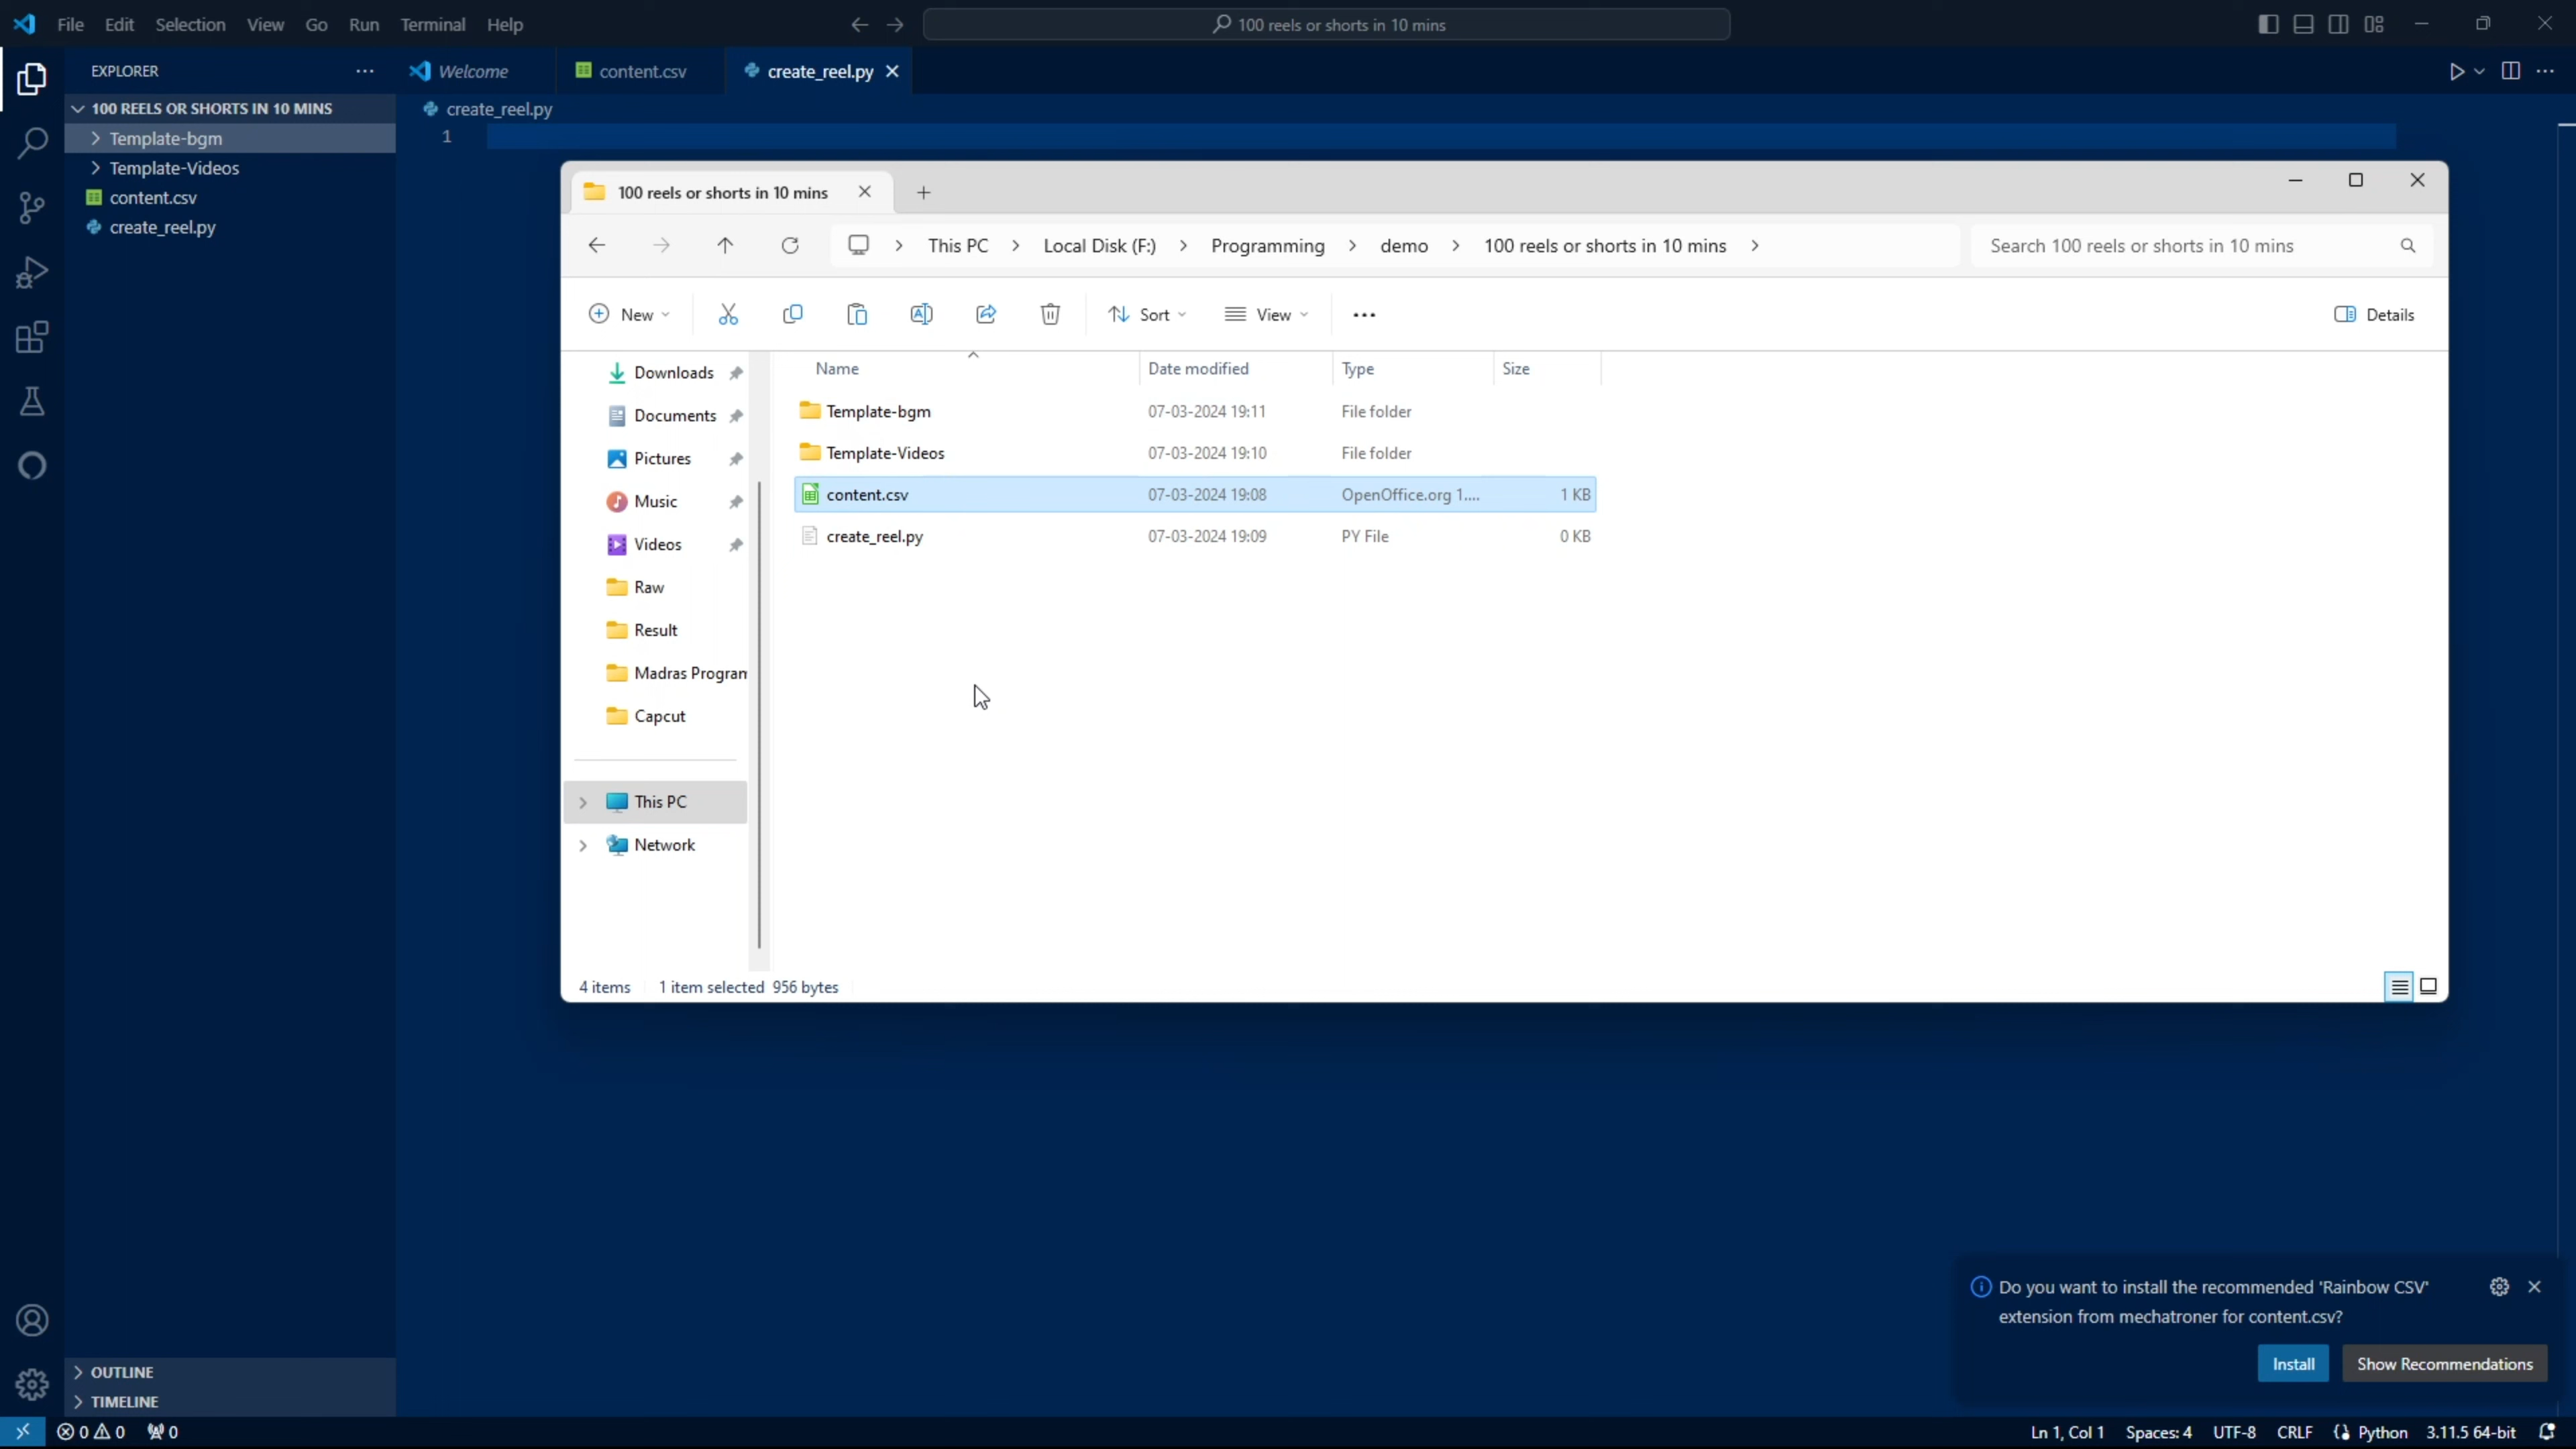 File Edit Selection View Go Run Terminal Help
100 reels or shorts in 10 mins
EXPLORER
Welcome
content.csv
create_reel.py
100 REELS OR SHORTS IN 10 MINS
Template-bgm
Template-Videos
content.csv
create_reel.py
create_reel.py
1
100 reels or shorts in 10 mins
This PC > Local Disk (F:) > Programming > demo > 100 reels or shorts in 10 mins >
Search 100 reels or shorts in 10 mins
New
Sort
View
Details
Downloads
Documents
Pictures
Music
Videos
Raw
Result
Madras Program
Capcut
This PC
Network
Name Date modified Type Size
Template-bgm 07-03-2024 19:11 File folder
Template-Videos 07-03-2024 19:10 File folder
content.csv 07-03-2024 19:08 OpenOffice.org 1.... 1 KB
create_reel.py 07-03-2024 19:09 PY File 0 KB
4 items 1 item selected 956 bytes
Do you want to install the recommended 'Rainbow CSV'
extension from mechatroner for content.csv?
Install
Show Recommendations
OUTLINE
TIMELINE
0 0 0
Ln 1, Col 1 Spaces: 4 UTF-8 CRLF Python 3.11.5 64-bit